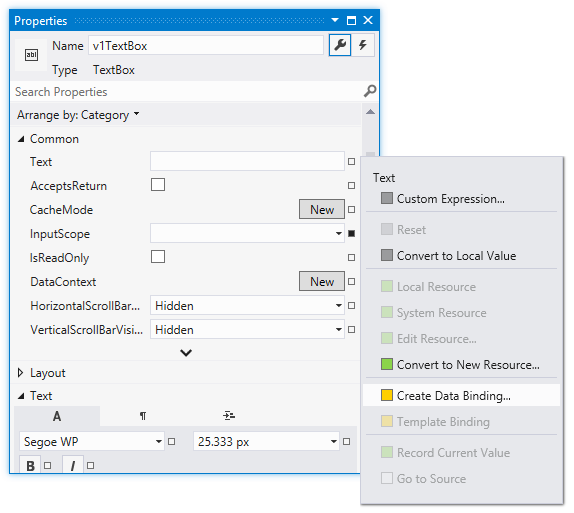 Properties
abl
Name v1TextBox
Type TextBox
Search Properties
Arrange by: Category
Common
Text
AcceptsReturn
CacheMode New
InputScope
IsReadOnly
DataContext New
HorizontalScrollBar... Hidden
VerticalScrollBarVisi... Hidden
Layout
Text
A ¶
Segoe WP 25.333 px
B I
Text
Custom Expression...
Reset
Convert to Local Value
Local Resource
System Resource
Edit Resource...
Convert to New Resource...
Create Data Binding...
Template Binding
Record Current Value
Go to Source